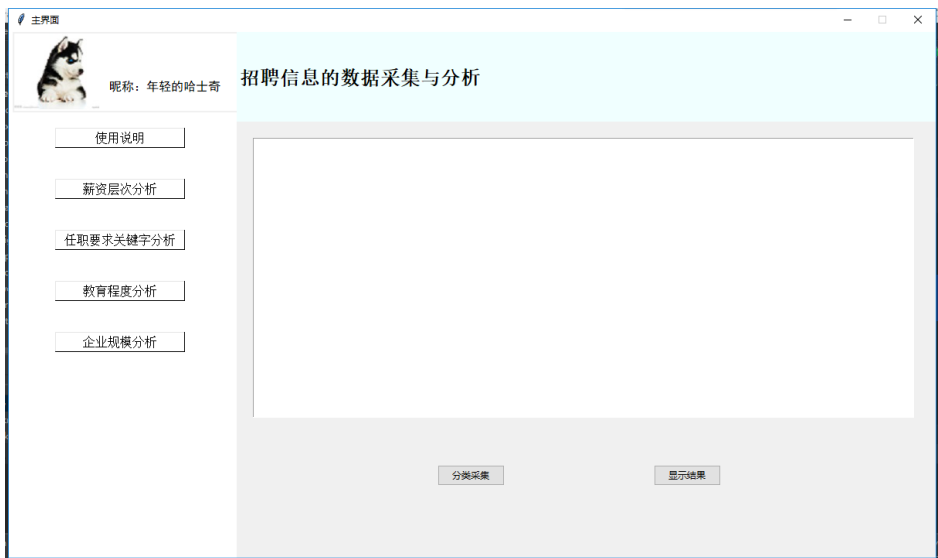 主界面
昵称：年轻的哈士奇
招聘信息的数据采集与分析
使用说明
薪资层次分析
任职要求关键字分析
教育程度分析
企业规模分析
分类采集
显示结果